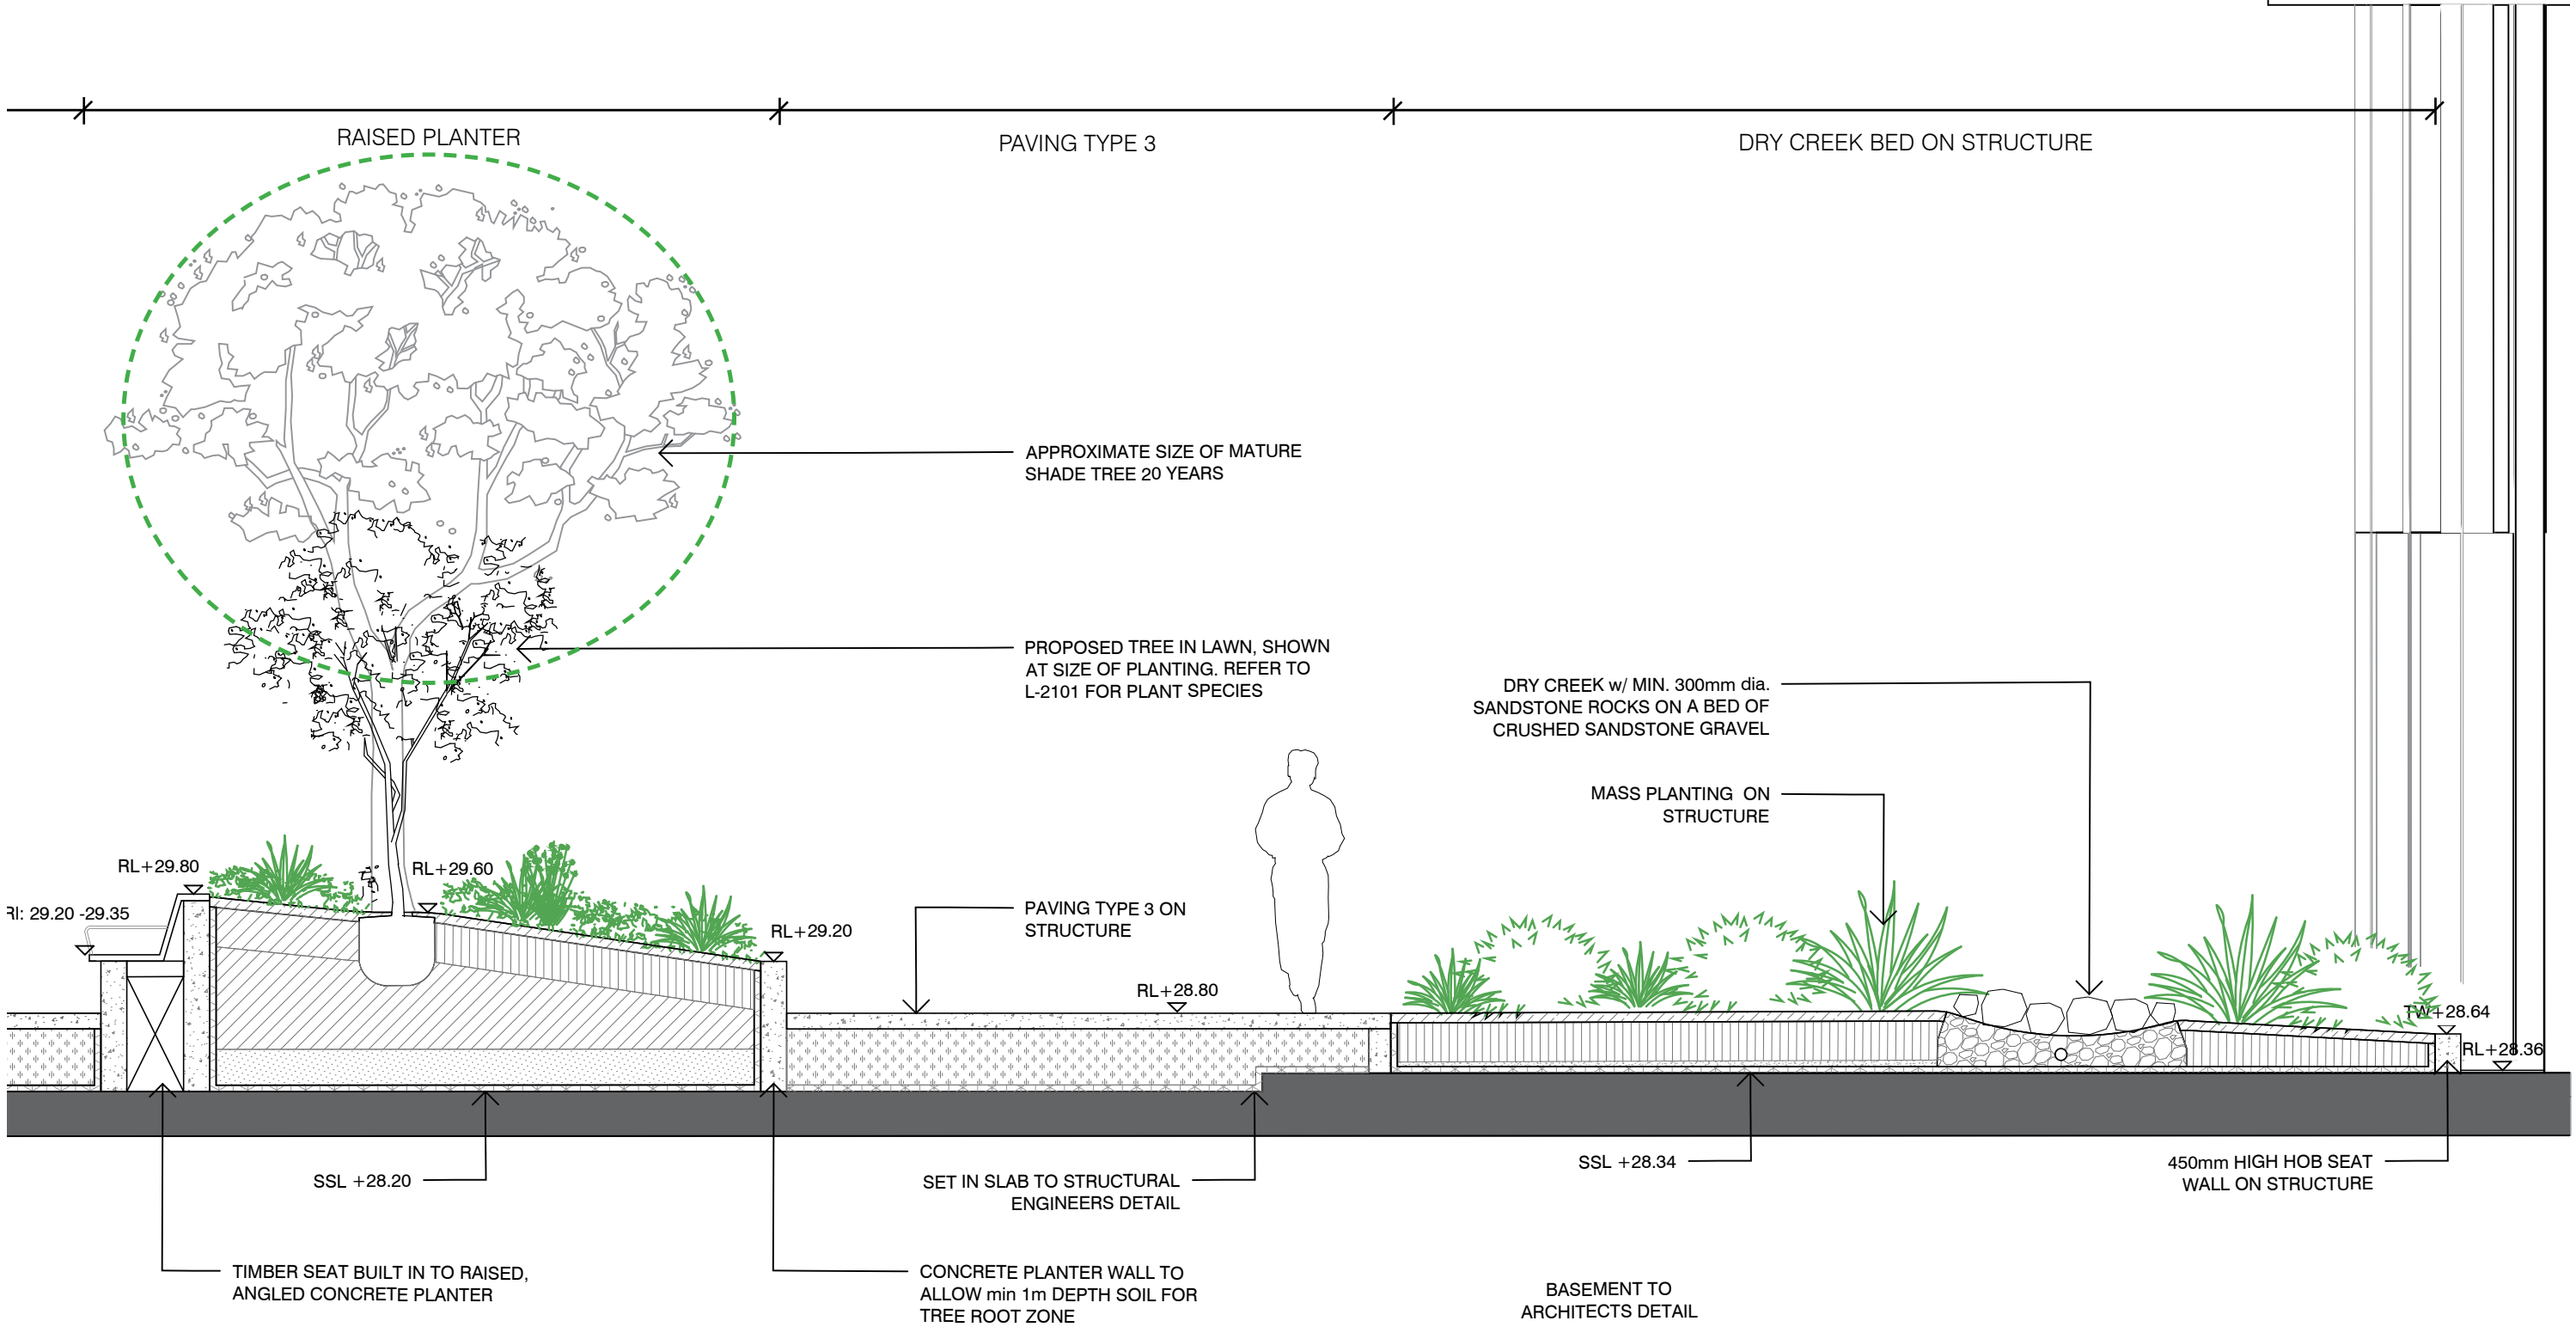 RAISED PLANTER
PAVING TYPE 3
DRY CREEK BED ON STRUCTURE
APPROXIMATE SIZE OF MATURE
SHADE TREE 20 YEARS
PROPOSED TREE IN LAWN, SHOWN
AT SIZE OF PLANTING. REFER TO
L-2101 FOR PLANT SPECIES
DRY CREEK w/ MIN. 300mm dia.
SANDSTONE ROCKS ON A BED OF
CRUSHED SANDSTONE GRAVEL
MASS PLANTING ON
STRUCTURE
RL+29.80
RL+29.60
29.20 -29.35
RL+29.20
PAVING TYPE 3 ON
STRUCTURE
RL+28.80
TW+28.64
RL+28.36
SSL +28.20
SET IN SLAB TO STRUCTURAL
ENGINEERS DETAIL
SSL +28.34
450mm HIGH HOB SEAT
WALL ON STRUCTURE
TIMBER SEAT BUILT IN TO RAISED,
ANGLED CONCRETE PLANTER
CONCRETE PLANTER WALL TO
ALLOW min 1m DEPTH SOIL FOR
TREE ROOT ZONE
BASEMENT TO
ARCHITECTS DETAIL